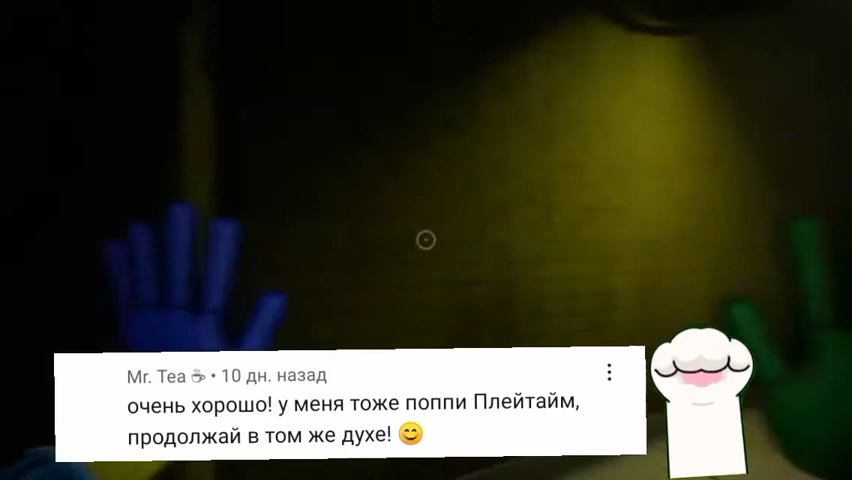 Mr. Tea ☕ • 10 дн. назад
очень хорошо! у меня тоже поппи Плейтайм,
продолжай в том же духе! 😊